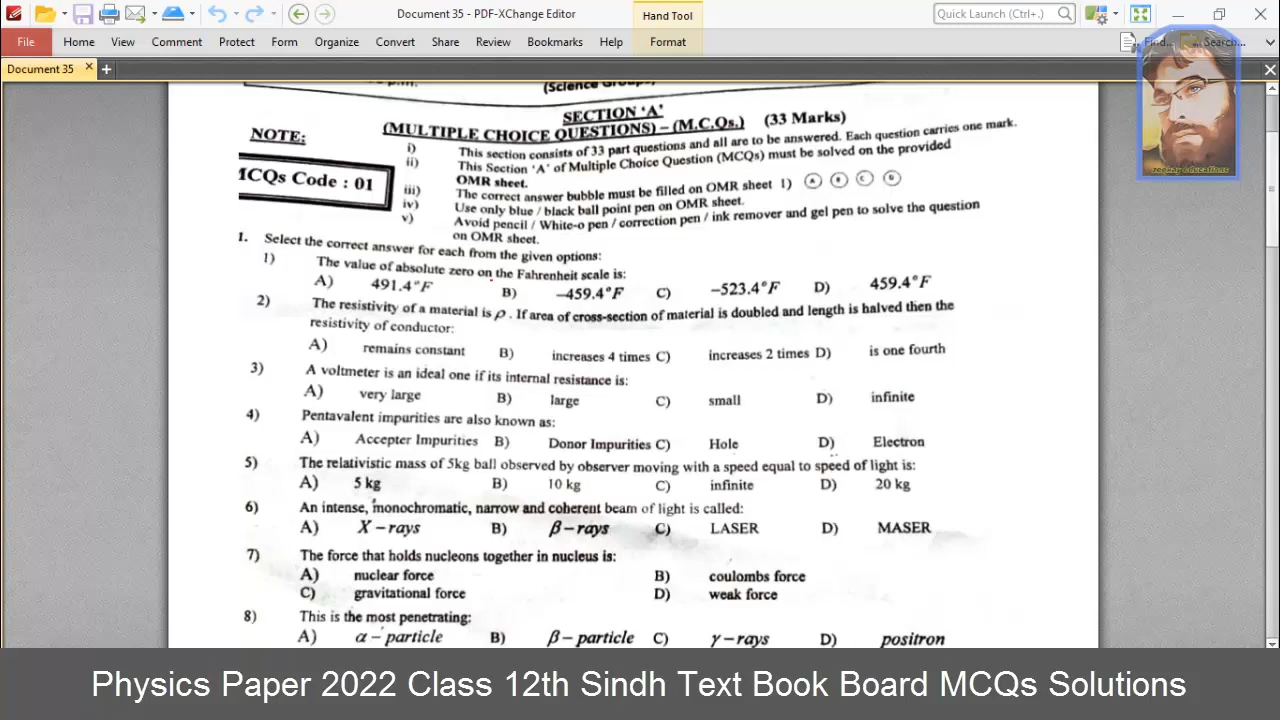 Document 35 - PDF-XChange Editor
Hand Tool
Quick Launch (Ctrl+.)
File Home View Comment Protect Form Organize Convert Share Review Bookmarks Help Format Find... Search...
Document 35
(Science
SECTION 'A'
(MULTIPLE CHOICE QUESTIONS) – (M.C.Qs.) (33 Marks)
NOTE:
i) This section consists of 33 part questions and all are to be answered. Each question carries one mark.
ii) This Section 'A' of Multiple Choice Question (MCQs) must be solved on the provided
OMR sheet.
MCQs Code : 01
iii) The correct answer bubble must be filled on OMR sheet 1) A B C D
iv) Use only blue / black ball point pen on OMR sheet.
v) Avoid pencil / White-o pen / correction pen / ink remover and gel pen to solve the question
on OMR sheet.
1. Select the correct answer for each from the given options:
1) The value of absolute zero on the Fahrenheit scale is:
A) 491.4°F B) –459.4°F C) –523.4°F D) 459.4°F
2) The resistivity of a material is ρ . If area of cross-section of material is doubled and length is halved then the
resistivity of conductor:
A) remains constant B) increases 4 times C) increases 2 times D) is one fourth
3) A voltmeter is an ideal one if its internal resistance is:
A) very large B) large C) small D) infinite
4) Pentavalent impurities are also known as:
A) Accepter Impurities B) Donor Impurities C) Hole D) Electron
5) The relativistic mass of 5kg ball observed by observer moving with a speed equal to speed of light is:
A) 5 kg B) 10 kg C) infinite D) 20 kg
6) An intense, monochromatic, narrow and coherent beam of light is called:
A) X – rays B) β – rays C) LASER D) MASER
7) The force that holds nucleons together in nucleus is:
A) nuclear force B) coulombs force
C) gravitational force D) weak force
8) This is the most penetrating:
A) α – particle B) β – particle C) γ – rays D) positron
Physics Paper 2022 Class 12th Sindh Text Book Board MCQs Solutions